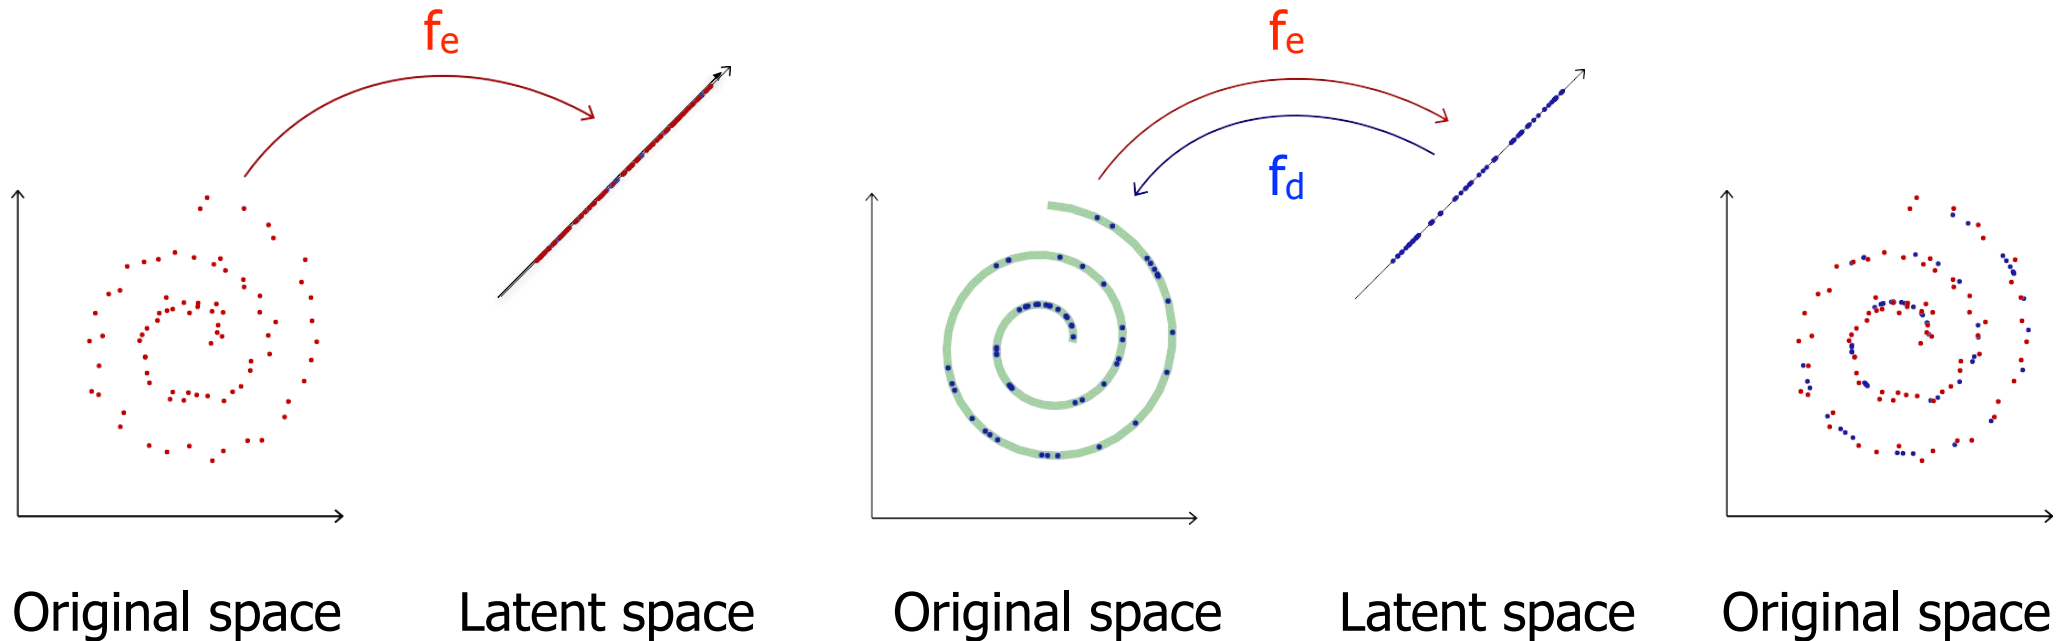 fe
fe
fd
Original space
Latent space
Original space
Latent space
Original space